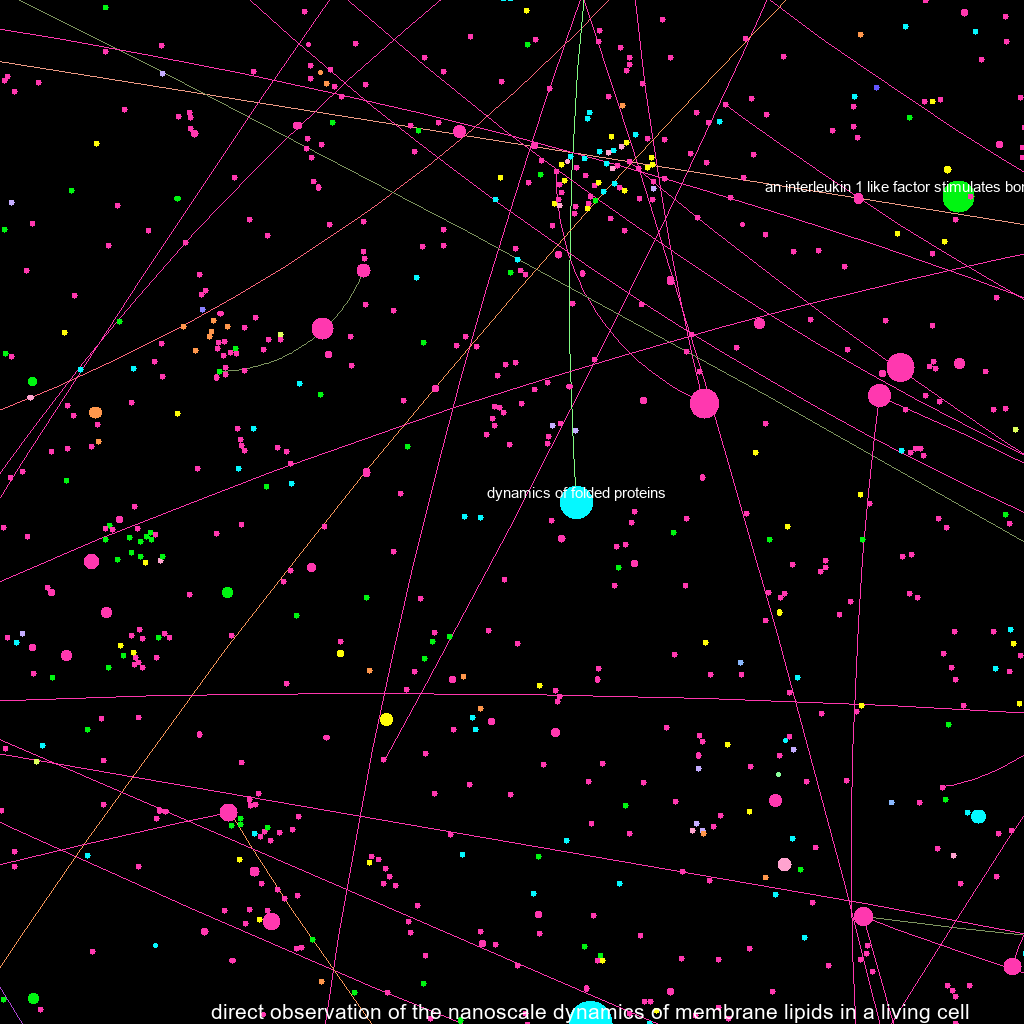 an interleukin 1 like factor stimulates
dynamics of folded proteins
direct observation of the nanoscale dynamics of membrane lipids in a living cell